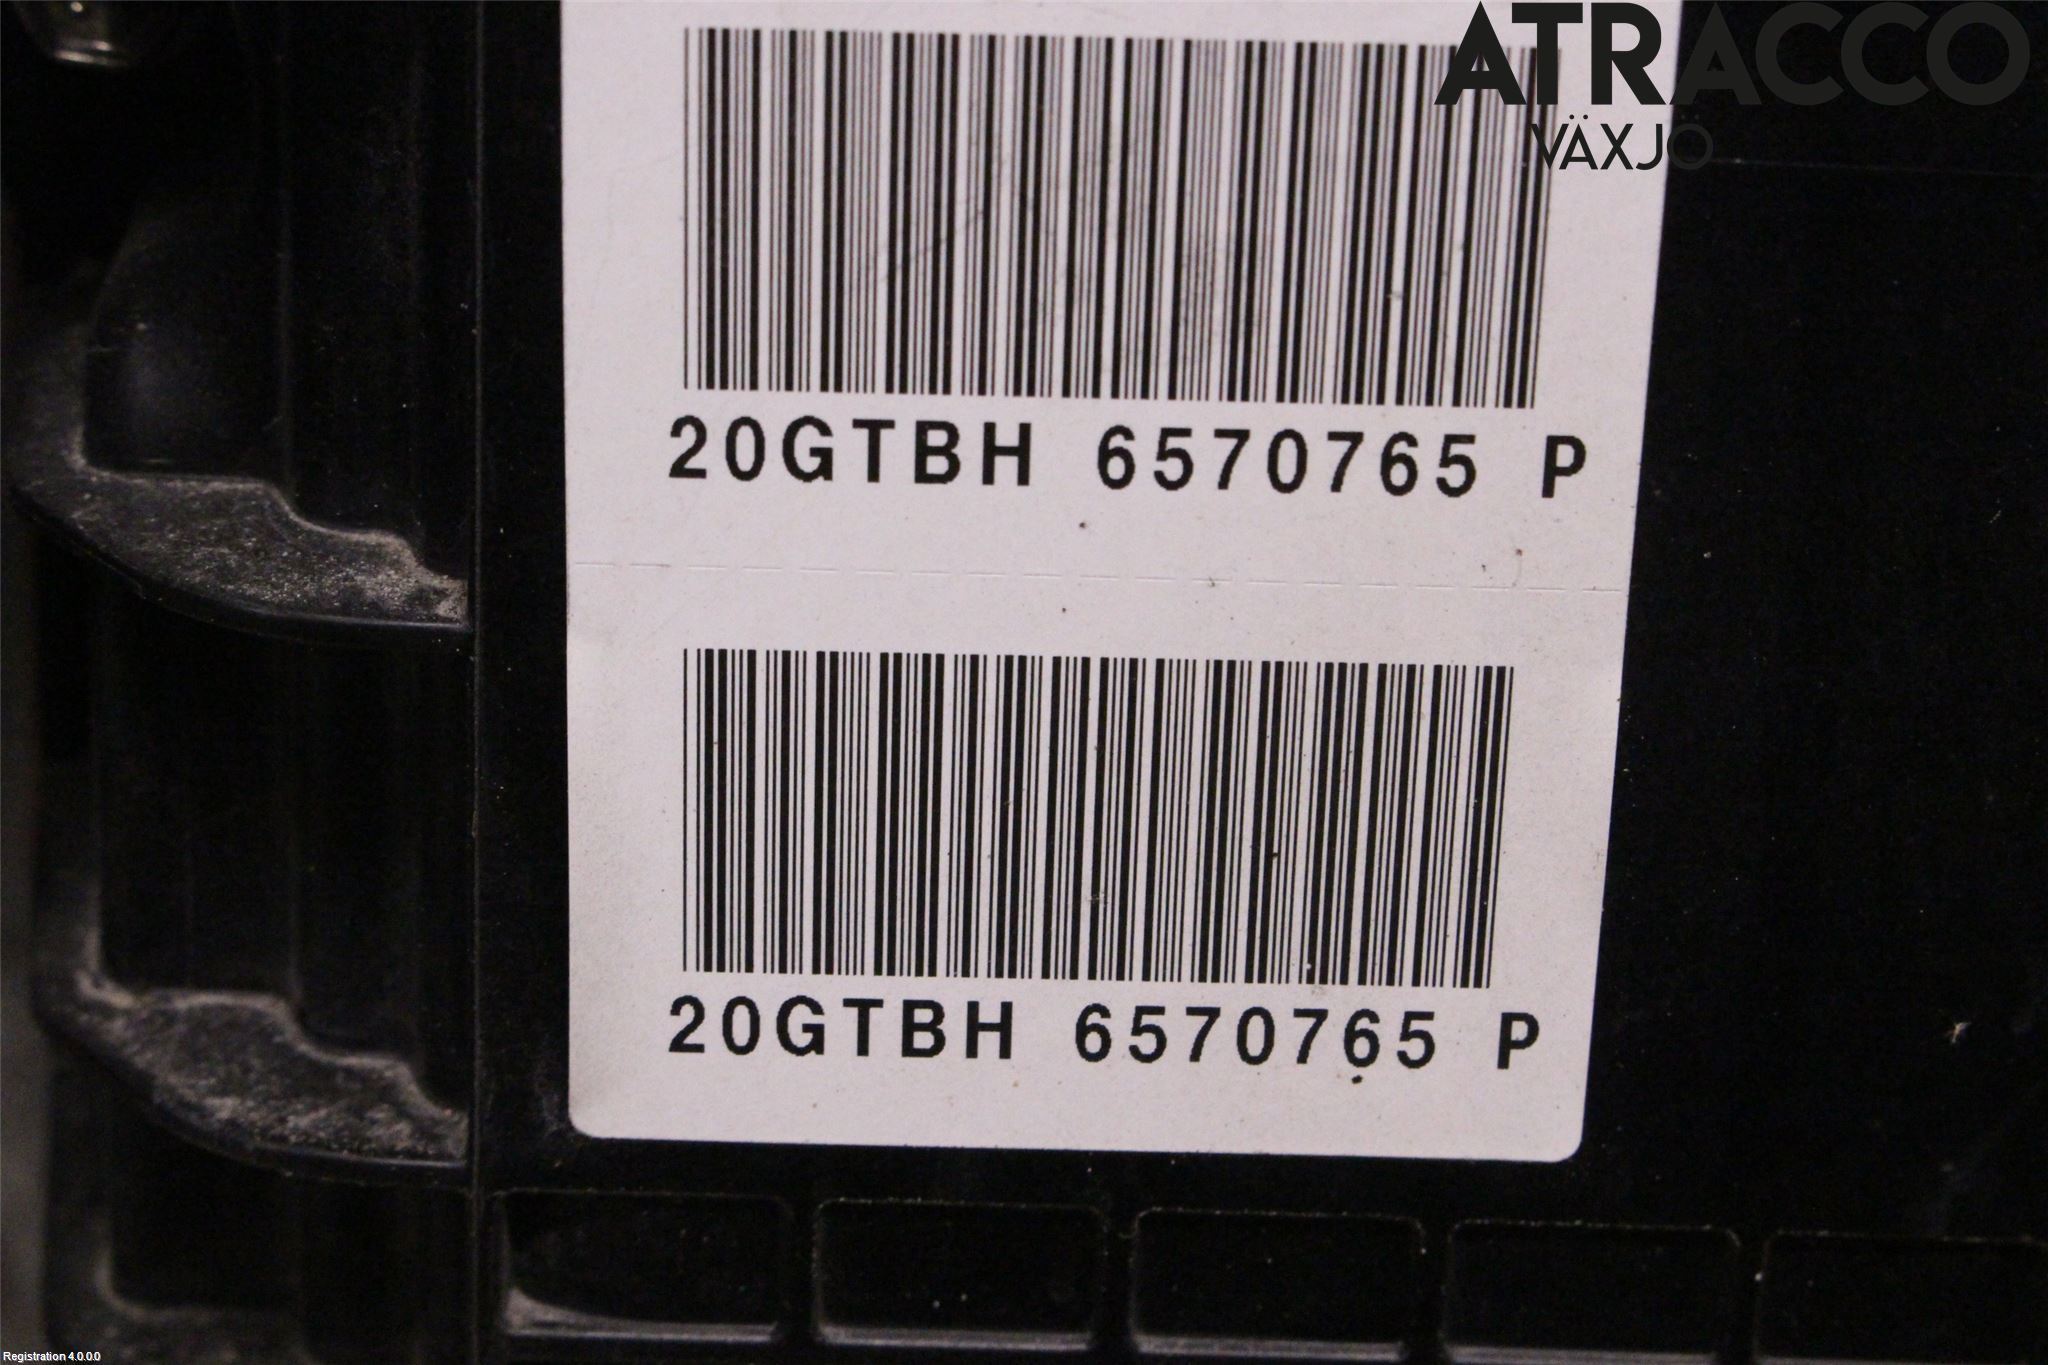 ATRACCO
VÄXJÖ
20GTBH 6570765 P
20GTBH 6570765 P
Registration 4.0.0.0